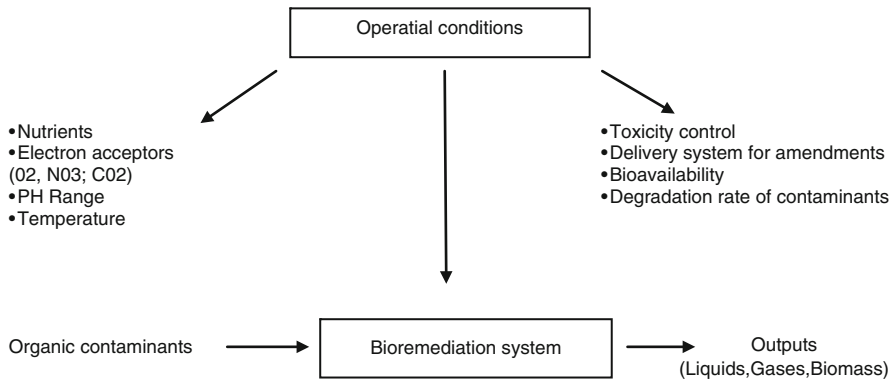 Operatial conditions
•Nutrients
•Electron acceptors
(02, N03; C02)
•PH Range
•Temperature
•Toxicity control
•Delivery system for amendments
•Bioavailability
•Degradation rate of contaminants
Organic contaminants
Bioremediation system
Outputs
(Liquids,Gases,Biomass)